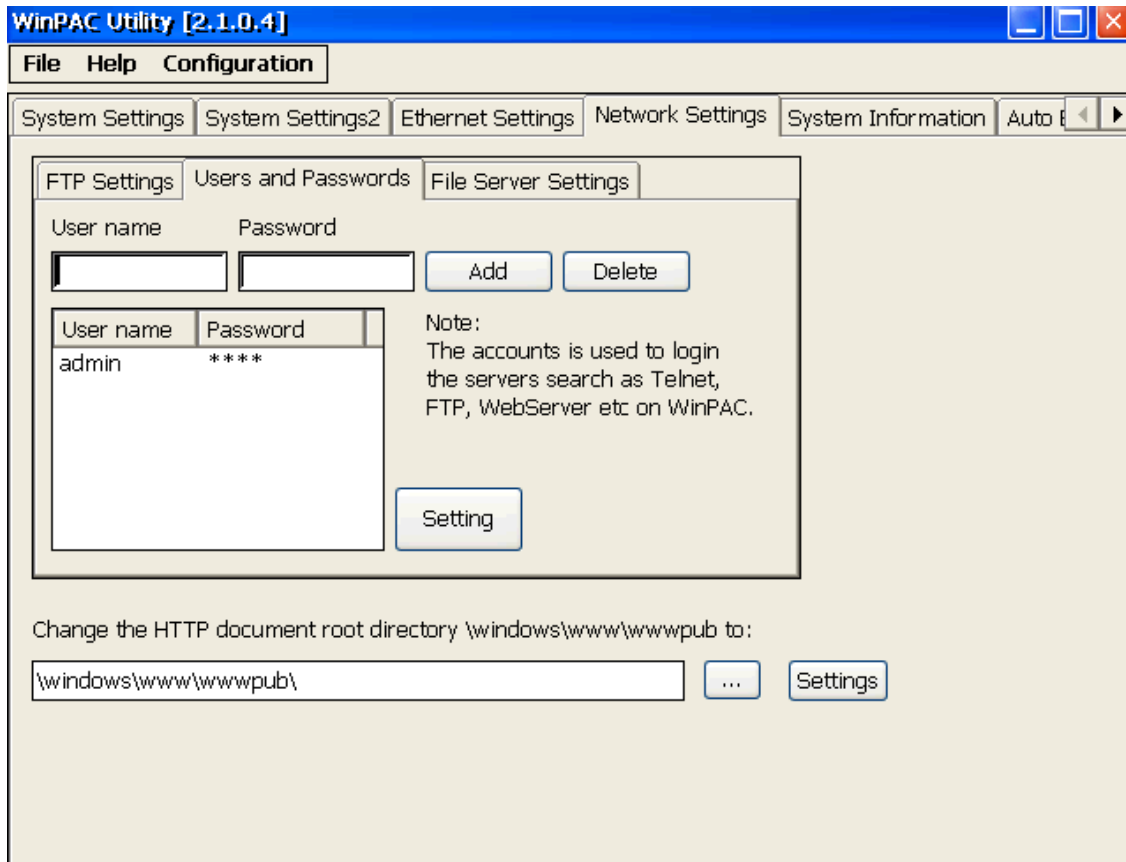 WinPAC Utility [2.1.0.4]
File Help Configuration
System Settings System Settings2 Ethernet Settings Network Settings System Information Auto
FTP Settings Users and Passwords File Server Settings
User name Password
Add Delete
User name Password
admin ****
Note:
The accounts is used to login
the servers search as Telnet,
FTP, WebServer etc on WinPAC.
Setting
Change the HTTP document root directory \windows\www\wwwpub to:
\windows\www\wwwpub\ ... Settings